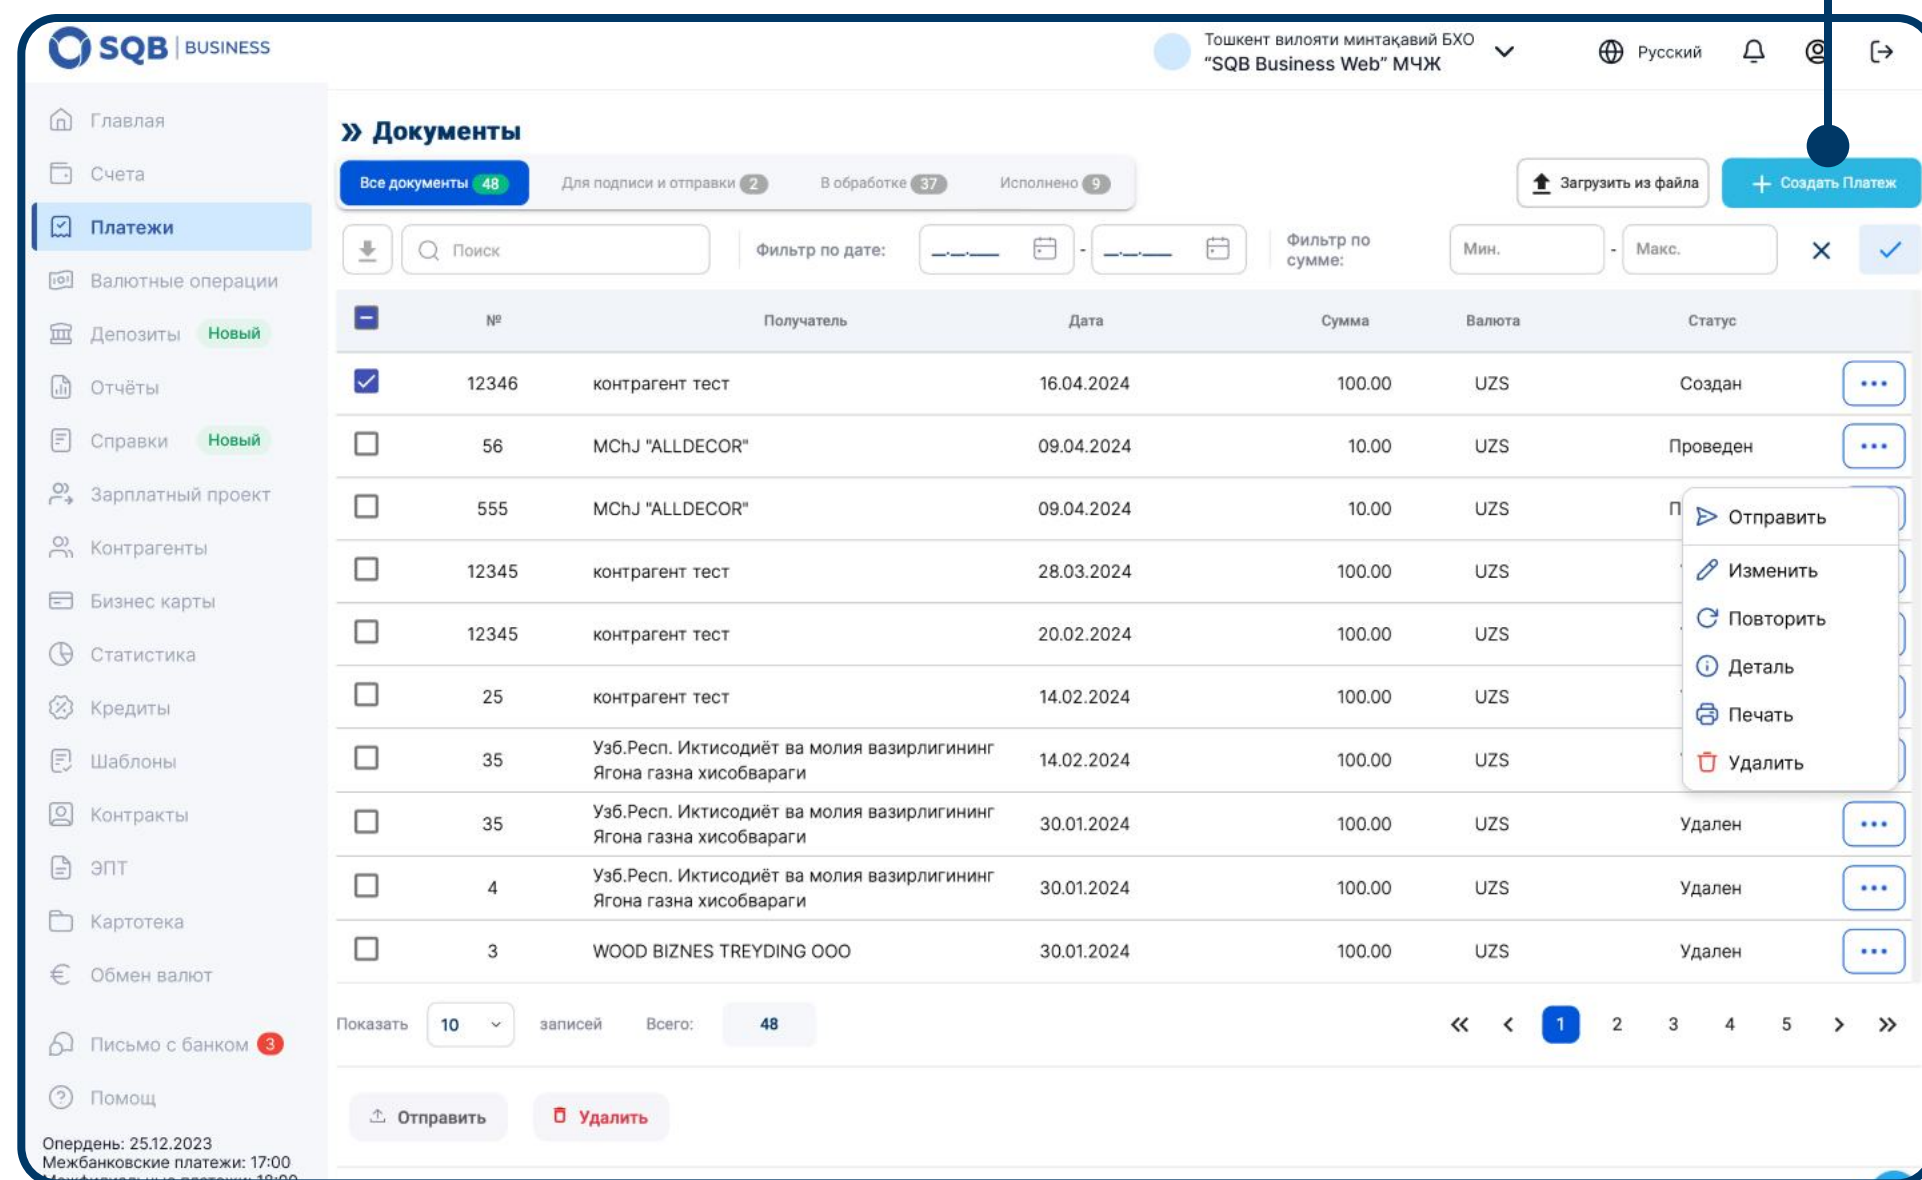 SQB BUSINESS
Тошкент вилояти минтақавий БХО
"SQB Business Web" МЧЖ
Русский
Главлая
Счета
Платежи
Валютные операции
Депозиты Новый
Отчёты
Справки Новый
Зарплатный проект
Контрагенты
Бизнес карты
Статистика
Кредиты
Шаблоны
Контракты
ЭПТ
Картотека
Обмен валют
Письмо с банком 3
Помощ
Опердень: 25.12.2023
Межбанковские платежи: 17:00
» Документы
Все документы 48 Для подписи и отправки 2 В обработке 37 Исполнено 9
Загрузить из файла + Создать Платеж
Поиск Фильтр по дате: __.__.____ - __.__.____ Фильтр по
сумме: Мин. - Макс.
№ Получатель Дата Сумма Валюта Статус
12346 контрагент тест 16.04.2024 100.00 UZS Создан
56 MChJ "ALLDECOR" 09.04.2024 10.00 UZS Проведен
555 MChJ "ALLDECOR" 09.04.2024 10.00 UZS П
12345 контрагент тест 28.03.2024 100.00 UZS
12345 контрагент тест 20.02.2024 100.00 UZS
25 контрагент тест 14.02.2024 100.00 UZS
35 Узб.Респ. Иктисодиёт ва молия вазирлигининг
Ягона газна хисобвараги 14.02.2024 100.00 UZS
35 Узб.Респ. Иктисодиёт ва молия вазирлигининг
Ягона газна хисобвараги 30.01.2024 100.00 UZS Удален
4 Узб.Респ. Иктисодиёт ва молия вазирлигининг
Ягона газна хисобвараги 30.01.2024 100.00 UZS Удален
3 WOOD BIZNES TREYDING ООО 30.01.2024 100.00 UZS Удален
Отправить
Изменить
Повторить
Деталь
Печать
Удалить
Показать 10 записей Всего: 48
« ‹ 1 2 3 4 5 › »
Отправить Удалить